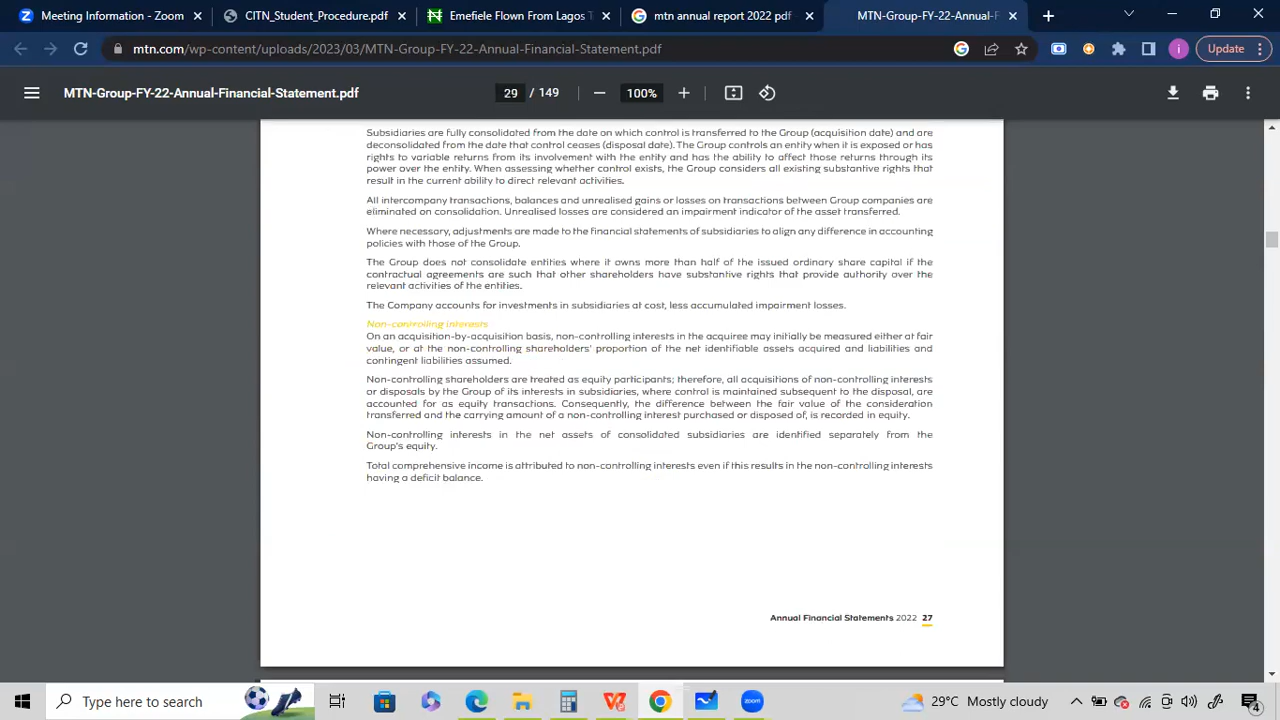 Meeting Information - Zoom
CITN_Student_Procedure
Emefiele Flown From Lagos T
mtn annual report 2022 pdf
MTN-Group-FY-22-Annual-F
mtn.com/wp-content/uploads/2023/03/MTN-Group-FY-22-Annual-Financial-Statement.pdf
i
Update
MTN-Group-FY-22-Annual-Financial-Statement.pdf
29 / 149
100%
Subsidiaries are fully consolidated from the date on which control is transferred to the Group (acquisition date) and are
deconsolidated from the date that control ceases (disposal date). The Group controls an entity when it is exposed or has
rights to variable returns from its involvement with the entity and has the ability to affect those returns through its
power over the entity. When assessing whether control exists, the Group considers all existing substantive rights that
result in the current ability to direct relevant activities.
All intercompany transactions, balances and unrealised gains or losses on transactions between Group companies are
eliminated on consolidation. Unrealised losses are considered an impairment indicator of the asset transferred.
Where necessary, adjustments are made to the financial statements of subsidiaries to align any difference in accounting
policies with those of the Group.
The Group does not consolidate entities where it owns more than half of the issued ordinary share capital if the
contractual agreements are such that other shareholders have substantive rights that provide authority over the
relevant activities of the entities.
The Company accounts for investments in subsidiaries at cost, less accumulated impairment losses.
Non-controlling interests
On an acquisition-by-acquisition basis, non-controlling interests in the acquiree may initially be measured either at fair
value, or at the non-controlling shareholders' proportion of the net identifiable assets acquired and liabilities and
contingent liabilities assumed.
Non-controlling shareholders are treated as equity participants; therefore, all acquisitions of non-controlling interests
or disposals by the Group of its interests in subsidiaries, where control is maintained subsequent to the disposal, are
accounted for as equity transactions. Consequently, the difference between the fair value of the consideration
transferred and the carrying amount of a non-controlling interest purchased or disposed of, is recorded in equity.
Non-controlling interests in the net assets of consolidated subsidiaries are identified separately from the
Group's equity.
Total comprehensive income is attributed to non-controlling interests even if this results in the non-controlling interests
having a deficit balance.
Annual Financial Statements 2022 27
Type here to search
zoom
29°C Mostly cloudy
4